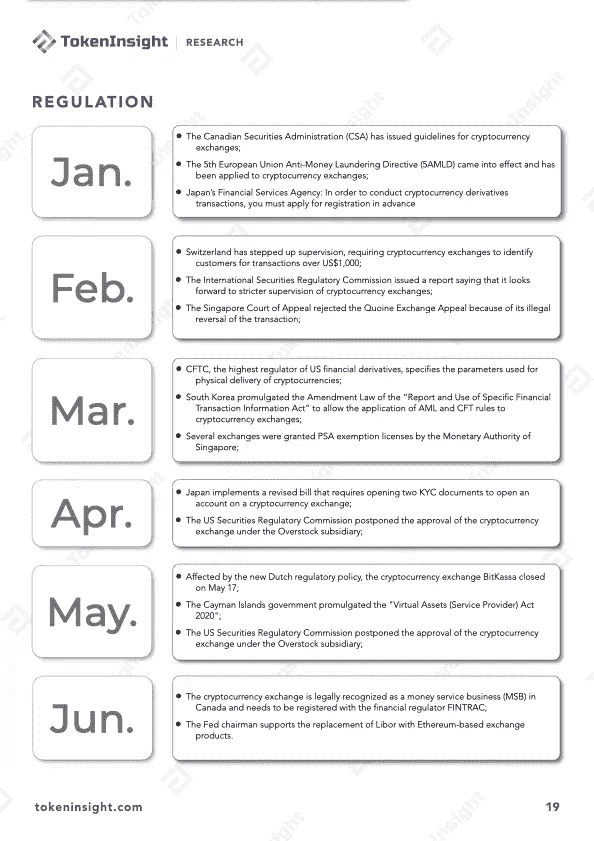 TokenInsight | RESEARCH
REGULATION
Jan.
• The Canadian Securities Administration (CSA) has issued guidelines for cryptocurrency
exchanges;
• The 5th European Union Anti-Money Laundering Directive (5AMLD) came into effect and has
been applied to cryptocurrency exchanges;
• Japan's Financial Services Agency: In order to conduct cryptocurrency derivatives
transactions, you must apply for registration in advance
Feb.
• Switzerland has stepped up supervision, requiring cryptocurrency exchanges to identify
customers for transactions over US$1,000;
• The International Securities Regulatory Commission issued a report saying that it looks
forward to stricter supervision of cryptocurrency exchanges;
• The Singapore Court of Appeal rejected the Quoine Exchange Appeal because of its illegal
reversal of the transaction;
Mar.
• CFTC, the highest regulator of US financial derivatives, specifies the parameters used for
physical delivery of cryptocurrencies;
• South Korea promulgated the Amendment Law of the "Report and Use of Specific Financial
Transaction Information Act" to allow the application of AML and CFT rules to
cryptocurrency exchanges;
• Several exchanges were granted PSA exemption licenses by the Monetary Authority of
Singapore;
Apr.
• Japan implements a revised bill that requires opening two KYC documents to open an
account on a cryptocurrency exchange;
• The US Securities Regulatory Commission postponed the approval of the cryptocurrency
exchange under the Overstock subsidiary;
May.
• Affected by the new Dutch regulatory policy, the cryptocurrency exchange BitKassa closed
on May 17;
• The Cayman Islands government promulgated the "Virtual Assets (Service Provider) Act
2020";
• The US Securities Regulatory Commission postponed the approval of the cryptocurrency
exchange under the Overstock subsidiary;
Jun.
• The cryptocurrency exchange is legally recognized as a money service business (MSB) in
Canada and needs to be registered with the financial regulator FINTRAC;
• The Fed chairman supports the replacement of Libor with Ethereum-based exchange
products.
tokeninsight.com
19